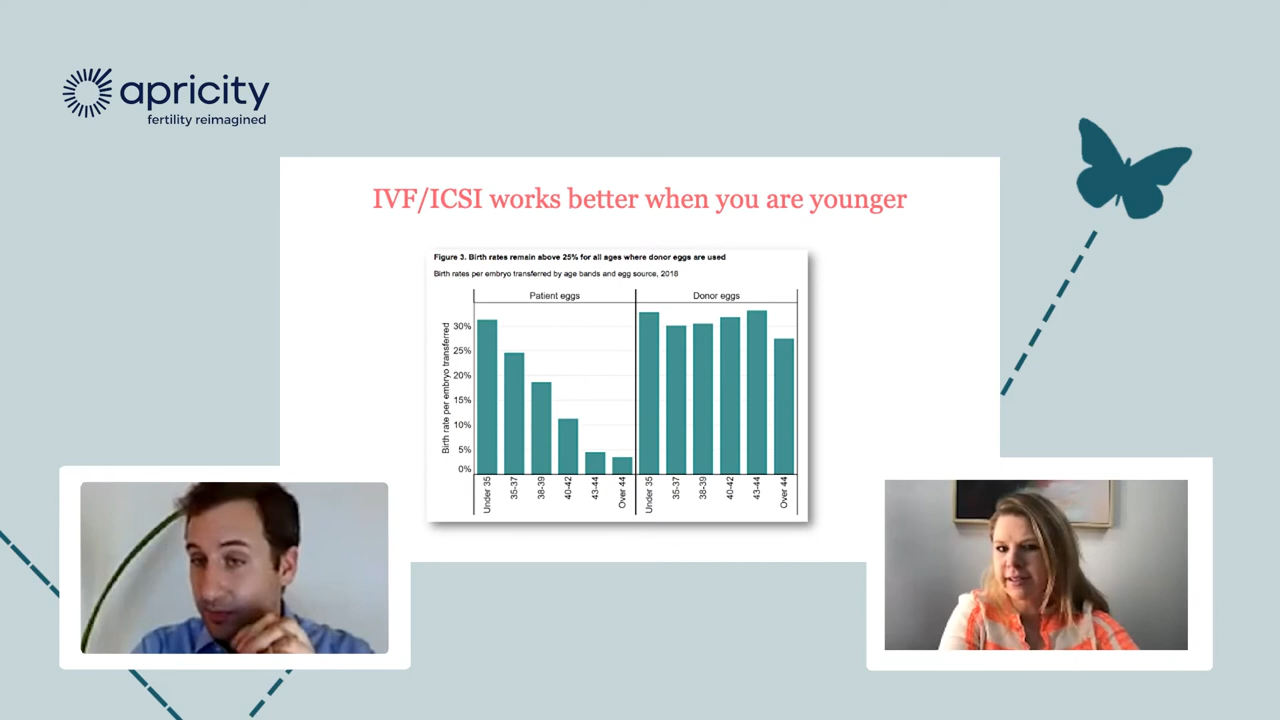 apricity
fertility reimagined
IVF/ICSI works better when you are younger
Figure 3. Birth rates remain above 25% for all ages where donor eggs are used
Birth rates per embryo transferred by age bands and egg source, 2018
Patient eggs
Donor eggs
Birth rate per embryo transferred
30%
25%
20%
15%
10%
5%
0%
Under 35
35-37
38-39
40-42
43-44
Over 44
Under 35
35-37
38-39
40-42
43-44
Over 44